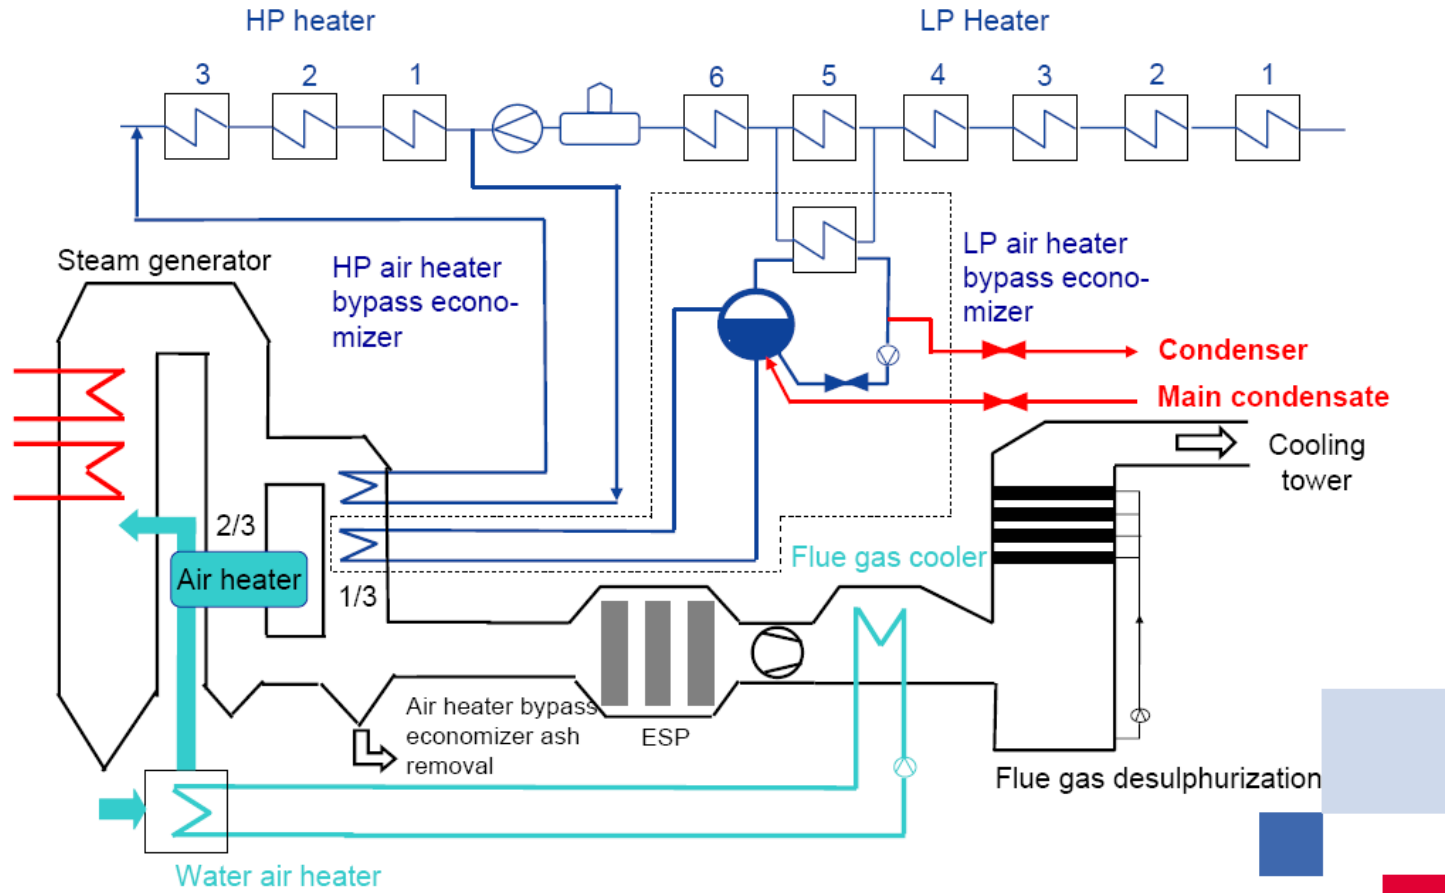 HP heater
LP Heater
3
2
1
6
5
4
3
2
1
Steam generator
HP air heater
bypass econo-
mizer
LP air heater
bypass econo-
mizer
Condenser
Main condensate
Cooling
tower
2/3
Air heater
1/3
Flue gas cooler
Air heater bypass
economizer ash
removal
ESP
Flue gas desulphurization
Water air heater